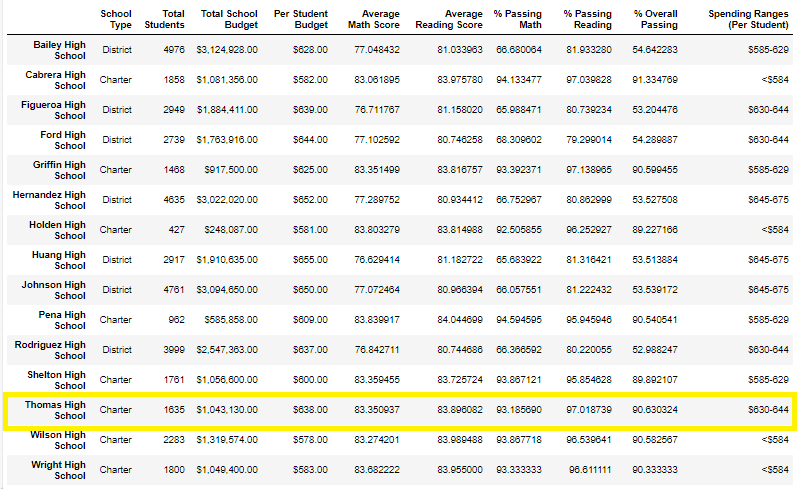 School Type Total Students Total School Budget Per Student Budget Average Math Score Average Reading Score % Passing Math % Passing Reading % Overall Passing Spending Ranges (Per Student)
Bailey High School District 4976 $3,124,928.00 $628.00 77.048432 81.033963 66.680064 81.933280 54.642283 $585-629
Cabrera High School Charter 1858 $1,081,356.00 $582.00 83.061895 83.975780 94.133477 97.039828 91.334769 <$584
Figueroa High School District 2949 $1,884,411.00 $639.00 76.711767 81.158020 65.988471 80.739234 53.204476 $630-644
Ford High School District 2739 $1,763,916.00 $644.00 77.102592 80.746258 68.309602 79.299014 54.289887 $630-644
Griffin High School Charter 1468 $917,500.00 $625.00 83.351499 83.816757 93.392371 97.138965 90.599455 $585-629
Hernandez High School District 4635 $3,022,020.00 $652.00 77.289752 80.934412 66.752967 80.862999 53.527508 $645-675
Holden High School Charter 427 $248,087.00 $581.00 83.803279 83.814988 92.505855 96.252927 89.227166 <$584
Huang High School District 2917 $1,910,635.00 $655.00 76.629414 81.182722 65.683922 81.316421 53.513884 $645-675
Johnson High School District 4761 $3,094,650.00 $650.00 77.072464 80.966394 66.057551 81.222432 53.539172 $645-675
Pena High School Charter 962 $585,858.00 $609.00 83.839917 84.044699 94.594595 95.945946 90.540541 $585-629
Rodriguez High School District 3999 $2,547,363.00 $637.00 76.842711 80.744686 66.366592 80.220055 52.988247 $630-644
Shelton High School Charter 1761 $1,056,600.00 $600.00 83.359455 83.725724 93.867121 95.854628 89.892107 $585-629
Thomas High School Charter 1635 $1,043,130.00 $638.00 83.350937 83.896082 93.185690 97.018739 90.630324 $630-644
Wilson High School Charter 2283 $1,319,574.00 $578.00 83.274201 83.989488 93.867718 96.539641 90.582567 <$584
Wright High School Charter 1800 $1,049,400.00 $583.00 83.682222 83.955000 93.333333 96.611111 90.333333 <$584